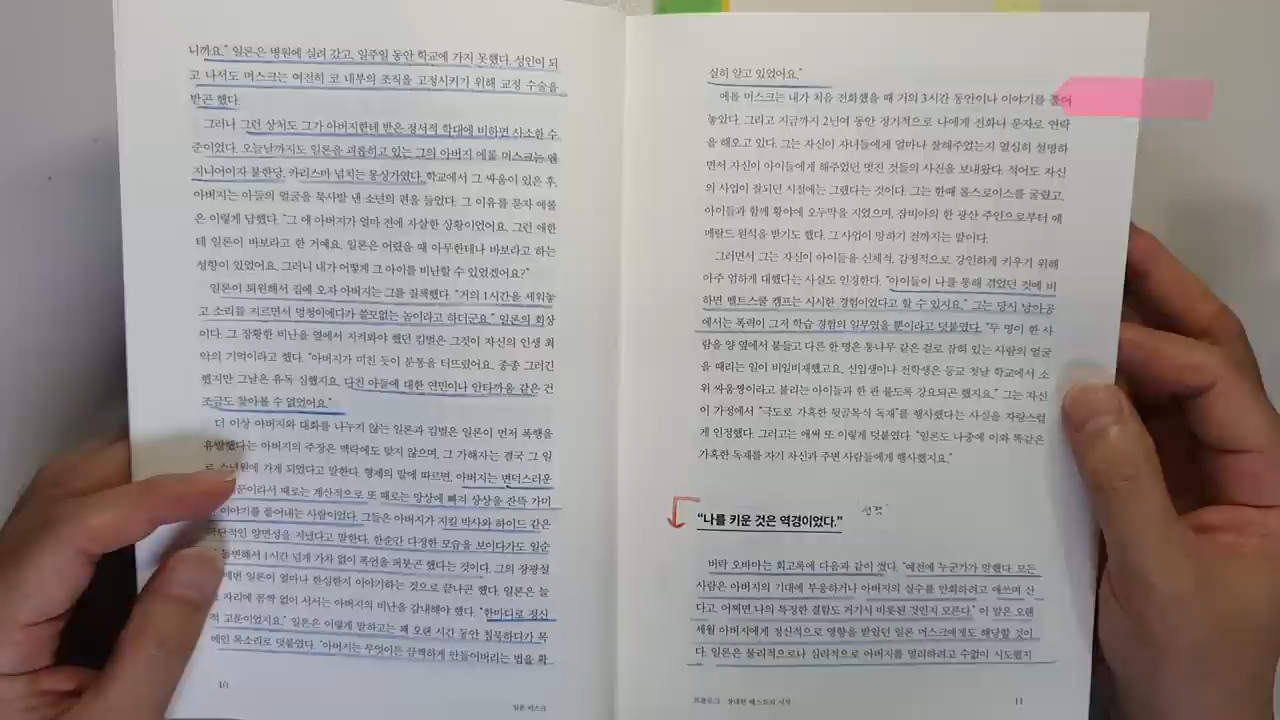 니까요.” 일론은 병원에 실려 갔고, 일주일 동안 학교에 가지 못했다. 성인이 되
고 나서도 머스크는 여전히 코 내부의 조직을 고정시키기 위해 교정 수술을
받곤 했다.
그러나 그런 상처도 그가 아버지한테 받은 정서적 학대에 비하면 사소한 수
준이었다. 오늘날까지도 일론을 괴롭히고 있는 그의 아버지 에롤 머스크는 엔
지니어이자 불한당, 카리스마 넘치는 몽상가였다. 학교에서 그 싸움이 있은 후,
아버지는 아들의 얼굴을 묵사발 낸 소년의 편을 들었다. 그 이유를 묻자 에롤
은 이렇게 답했다. “그 애 아버지가 얼마 전에 자살한 상황이었어요. 그런 애한
테 일론이 바보라고 한 거예요. 일론은 어렸을 때 아무한테나 바보라고 하는
성향이 있었어요. 그러니 내가 어떻게 그 아이를 비난할 수 있었겠어요?”
일론이 퇴원해서 집에 오자 아버지는 그를 질책했다. “거의 1시간을 세워놓
고 소리를 지르면서 멍청이에다가 쓸모없는 놈이라고 하더군요.” 일론의 회상
이다. 그 장황한 비난을 옆에서 지켜봐야 했던 킴벌은 그것이 자신의 인생 최
악의 기억이라고 했다. “아버지가 미친 듯이 분통을 터뜨렸어요. 종종 그러긴
했지만 그날은 유독 심했지요. 다친 아들에 대한 연민이나 안타까움 같은 건
조금도 찾아볼 수 없었어요.”
더 이상 아버지와 대화를 나누지 않는 일론과 킴벌은 일론이 먼저 폭행을
유발했다는 아버지의 주장은 맥락에도 맞지 않으며, 그 가해자는 결국 그 일
로 소년원에 가게 되었다고 말한다. 형제의 말에 따르면, 아버지는 변덕스러운
이라서 때로는 계산적으로 또 때로는 망상에 빠져 상상을 잔뜩 가미
이야기를 풀어내는 사람이었다. 그들은 아버지가 지킬 박사와 하이드 같은
극단적인 양면성을 지녔다고 말한다. 한순간 다정한 모습을 보이다가도 일순
돌변해서 1시간 넘게 가차 없이 폭언을 퍼붓곤 했다는 것이다. 그의 장광설
일론이 얼마나 한심한지 이야기하는 것으로 끝나곤 했다. 일론은 늘
자리에 꼼짝 없이 서서는 아버지의 비난을 감내해야 했다. “한마디로 정신
적 고문이었지요.” 일론은 이렇게 말하고는 꽤 오랜 시간 동안 침묵하다가 목
메인 목소리로 덧붙였다. “아버지는 무엇이든 끔찍하게 만들어버리는 법을 확
10
일론 머스크
실히 알고 있었어요.”
에롤 머스크는 내가 처음 전화했을 때 거의 3시간 동안이나 이야기를 풀어
놓았다. 그리고 지금까지 2년여 동안 정기적으로 나에게 전화나 문자로 연락
을 해오고 있다. 그는 자신이 자녀들에게 얼마나 잘해주었는지 열심히 설명하
면서 자신이 아이들에게 해주었던 멋진 것들의 사진을 보내왔다. 적어도 자신
의 사업이 잘되던 시절에는 그랬다는 것이다. 그는 한때 롤스로이스를 굴렸고,
아이들과 함께 황야에 오두막을 지었으며, 잠비아의 한 광산 주인으로부터 에
메랄드 원석을 받기도 했다. 그 사업이 망하기 전까지는 말이다.
그러면서 그는 자신이 아이들을 신체적, 감정적으로 강인하게 키우기 위해
아주 엄하게 대했다는 사실도 인정한다. “아이들이 나를 통해 겪었던 것에 비
하면 벨트스쿨 캠프는 시시한 경험이었다고 할 수 있지요.” 그는 당시 남아공
에서는 폭력이 그저 학습 경험의 일부였을 뿐이라고 덧붙였다. “두 명이 한 사
람을 양 옆에서 붙들고 다른 한 명은 통나무 같은 걸로 잡혀 있는 사람의 얼굴
을 때리는 일이 비일비재했고요. 신입생이나 전학생은 등교 첫날 학교에서 소
위 싸움짱이라고 불리는 아이들과 한 판 붙도록 강요되곤 했지요.” 그는 자신
이 가정에서 “극도로 가혹한 뒷골목식 독재”를 행사했다는 사실을 자랑스럽
게 인정했다. 그러고는 애써 또 이렇게 덧붙였다. “일론도 나중에 이와 똑같은
가혹한 독재를 자기 자신과 주변 사람들에게 행사했지요.”
“나를 키운 것은 역경이었다.”
버락 오바마는 회고록에 다음과 같이 썼다. “예전에 누군가가 말했다. 모든
사람은 아버지의 기대에 부응하거나 아버지의 실수를 만회하려고 애쓰며 산
다고. 어쩌면 나의 특정한 결함도 거기서 비롯된 것인지 모른다.” 이 말은 오랜
세월 아버지에게 정신적으로 영향을 받았던 일론 머스크에게도 해당할 것이
다. 일론은 물리적으로나 심리적으로 아버지를 멀리하려고 수없이 시도했지
프롤로그
11